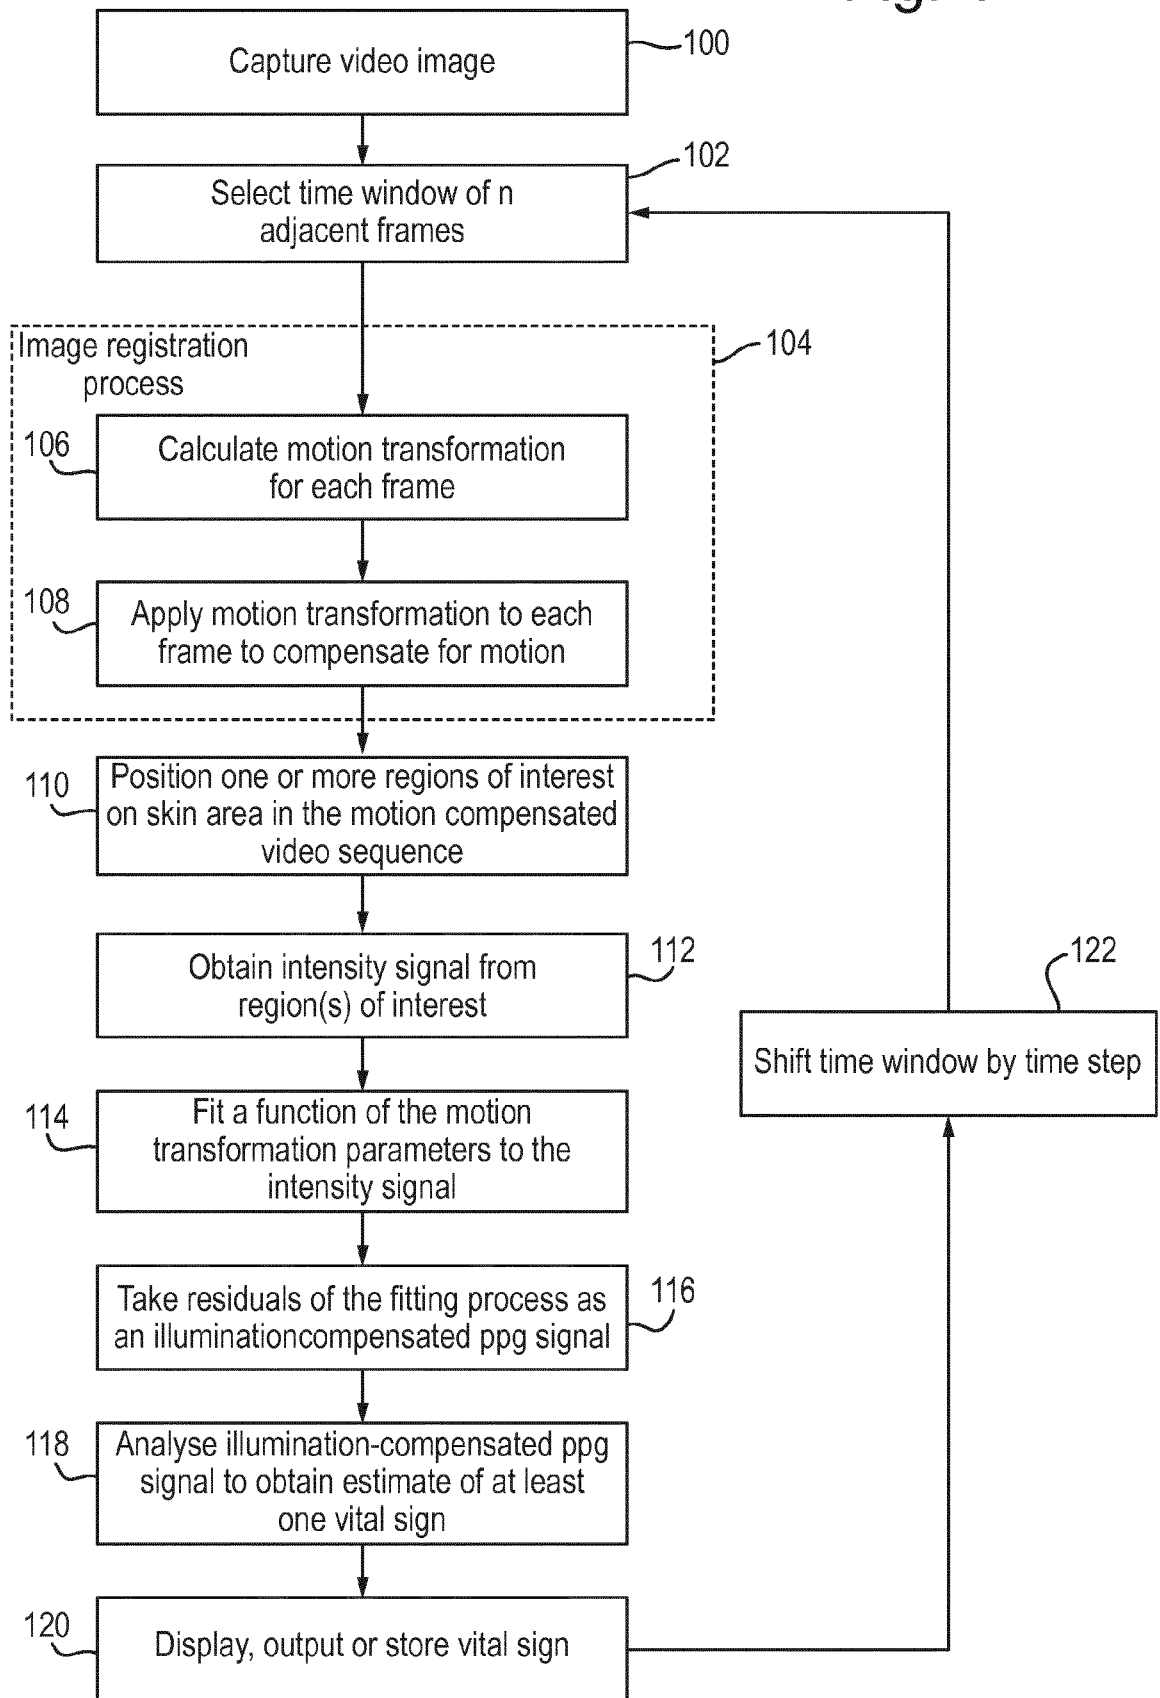 100
Capture video image
102
Select time window of n
adjacent frames
104
Image registration
process
106
Calculate motion transformation
for each frame
108
Apply motion transformation to each
frame to compensate for motion
110
Position one or more regions of interest
on skin area in the motion compensated
video sequence
112
Obtain intensity signal from
region(s) of interest
122
Shift time window by time step
114
Fit a function of the motion
transformation parameters to the
intensity signal
116
Take residuals of the fitting process as
an illuminationcompensated ppg signal
118
Analyse illumination-compensated ppg
signal to obtain estimate of at least
one vital sign
120
Display, output or store vital sign